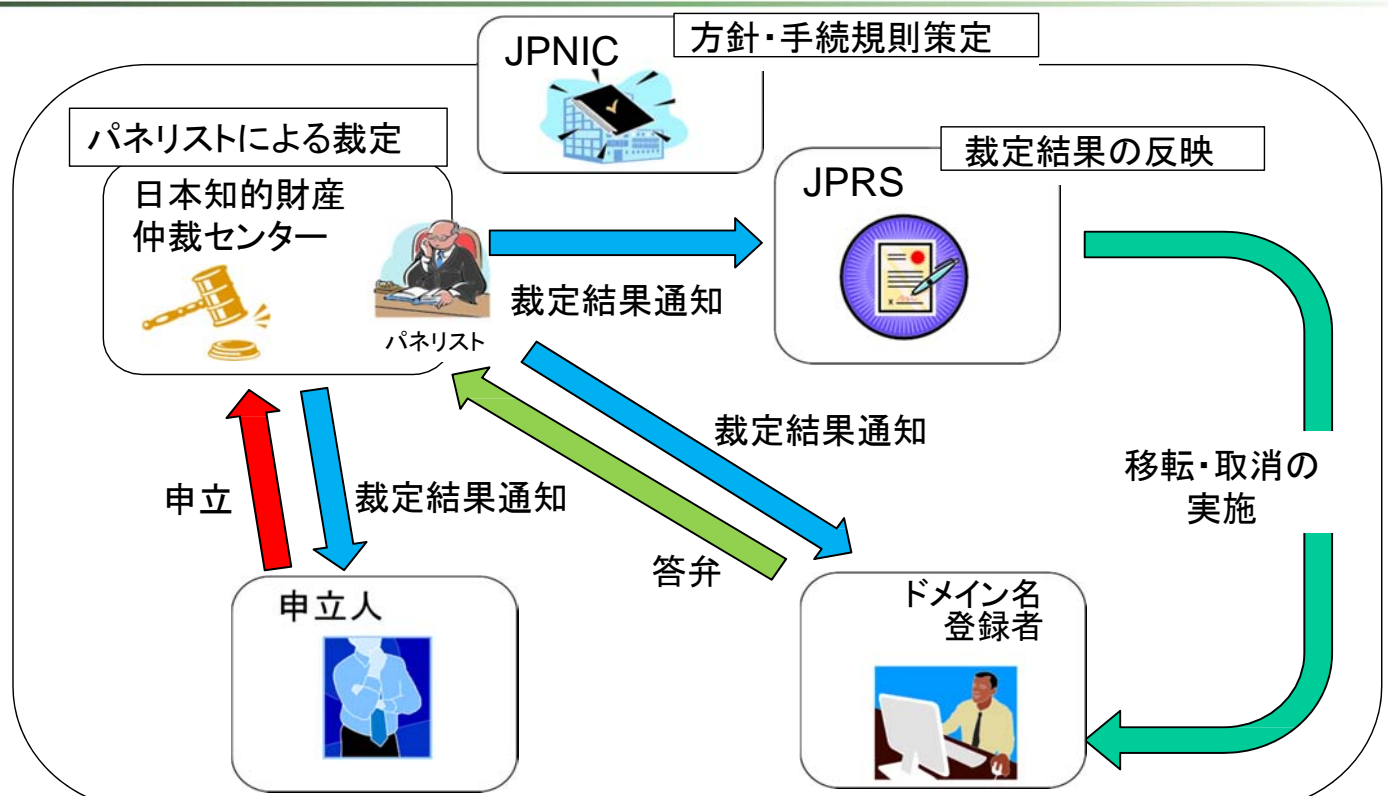 JPNIC
方針・手続規則策定
パネリストによる裁定
日本知的財産
仲裁センター
パネリスト
裁定結果の反映
JPRS
裁定結果通知
裁定結果通知
申立
裁定結果通知
答弁
移転・取消の
実施
申立人
ドメイン名
登録者